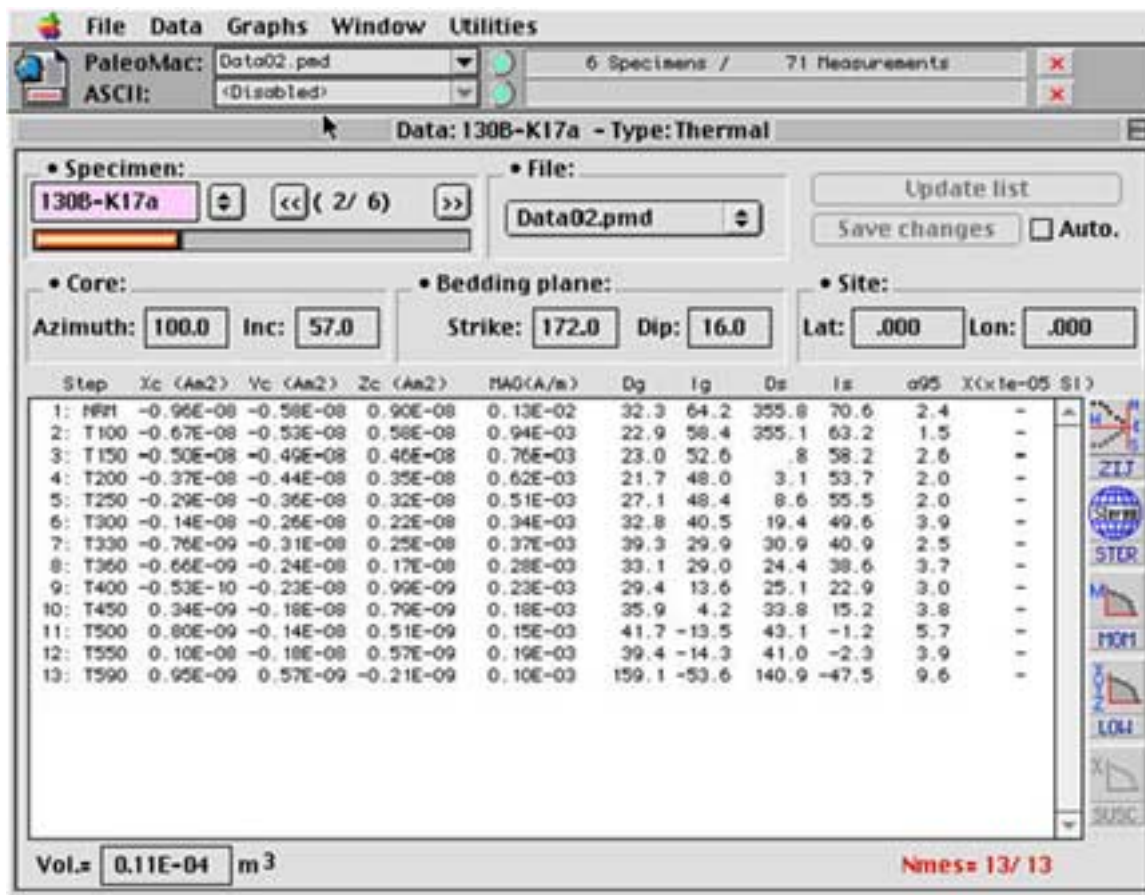 File Data Graphs Window Utilities
PaleoMac: Data02.pmd 6 Specimens / 71 Measurements
ASCII: <Disabled>
Data: 130B-K17a - Type: Thermal
• Specimen:
130B-K17a << ( 2/ 6) >>
• File:
Data02.pmd
Update list
Save changes Auto.
• Core:
Azimuth: 100.0 Inc: 57.0
• Bedding plane:
Strike: 172.0 Dip: 16.0
• Site:
Lat: .000 Lon: .000
Step Xc (Am2) Yc (Am2) Zc (Am2) MAG(A/m) Dg Ig Ds Is α95 X(x1e-05 SI)
1: NRM -0.96E-08 -0.58E-08 0.90E-08 0.13E-02 32.3 64.2 355.8 70.6 2.4 -
2: T100 -0.67E-08 -0.53E-08 0.58E-08 0.94E-03 22.9 58.4 355.1 63.2 1.5 -
3: T150 -0.50E-08 -0.49E-08 0.46E-08 0.76E-03 23.0 52.6 .8 58.2 2.6 -
4: T200 -0.37E-08 -0.44E-08 0.35E-08 0.62E-03 21.7 48.0 3.1 53.7 2.0 -
5: T250 -0.29E-08 -0.36E-08 0.32E-08 0.51E-03 27.1 48.4 8.6 55.5 2.0 -
6: T300 -0.14E-08 -0.26E-08 0.22E-08 0.34E-03 32.8 40.5 19.4 49.6 3.9 -
7: T330 -0.76E-09 -0.31E-08 0.25E-08 0.37E-03 39.3 29.9 30.9 40.9 2.5 -
8: T360 -0.66E-09 -0.24E-08 0.17E-08 0.28E-03 33.1 29.0 24.4 38.6 3.7 -
9: T400 -0.53E-10 -0.23E-08 0.99E-09 0.23E-03 29.4 13.6 25.1 22.9 3.0 -
10: T450 0.34E-09 -0.18E-08 0.79E-09 0.18E-03 35.9 4.2 33.8 15.2 3.8 -
11: T500 0.80E-09 -0.14E-08 0.51E-09 0.15E-03 41.7 -13.5 43.1 -1.2 5.7 -
12: T550 0.10E-08 -0.18E-08 0.57E-09 0.19E-03 39.4 -14.3 41.0 -2.3 3.9 -
13: T590 0.95E-09 0.57E-09 -0.21E-09 0.10E-03 159.1 -53.6 140.9 -47.5 9.6 -
ZIJ
Stereo
STER
M
MOM
X
Y
Z
LOW
X
SUSC
Vol.= 0.11E-04 m3
Nmes= 13/ 13